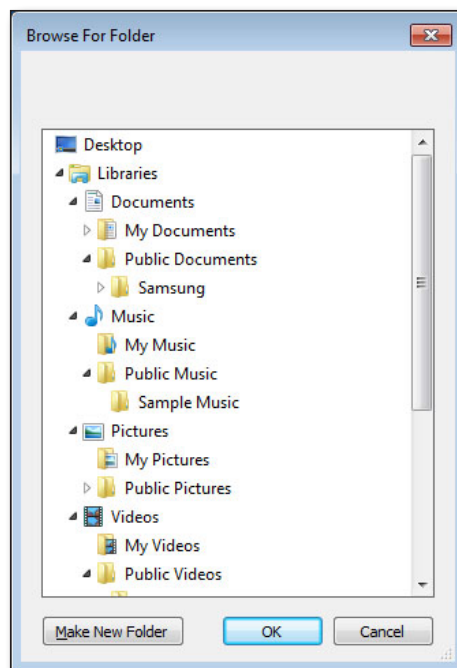 Browse For Folder
Desktop
Libraries
Documents
My Documents
Public Documents
Samsung
Music
My Music
Public Music
Sample Music
Pictures
My Pictures
Public Pictures
Videos
My Videos
Public Videos
Make New Folder
OK
Cancel